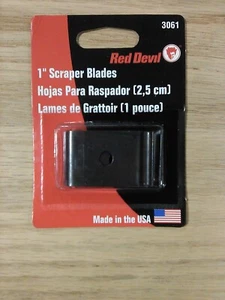 3061
Red Devil
1" Scraper Blades
Hojas Para Raspador (2,5 cm)
Lames de Grattoir (1 pouce)
Made in the USA